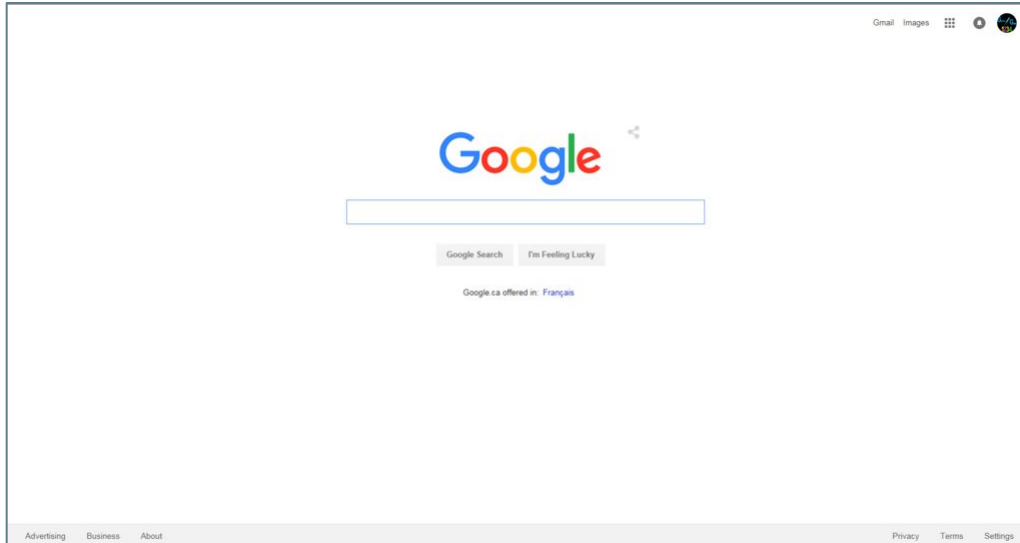 Gmail Images
Google
Google Search I'm Feeling Lucky
Google.ca offered in: Français
Advertising Business About Privacy Terms Settings